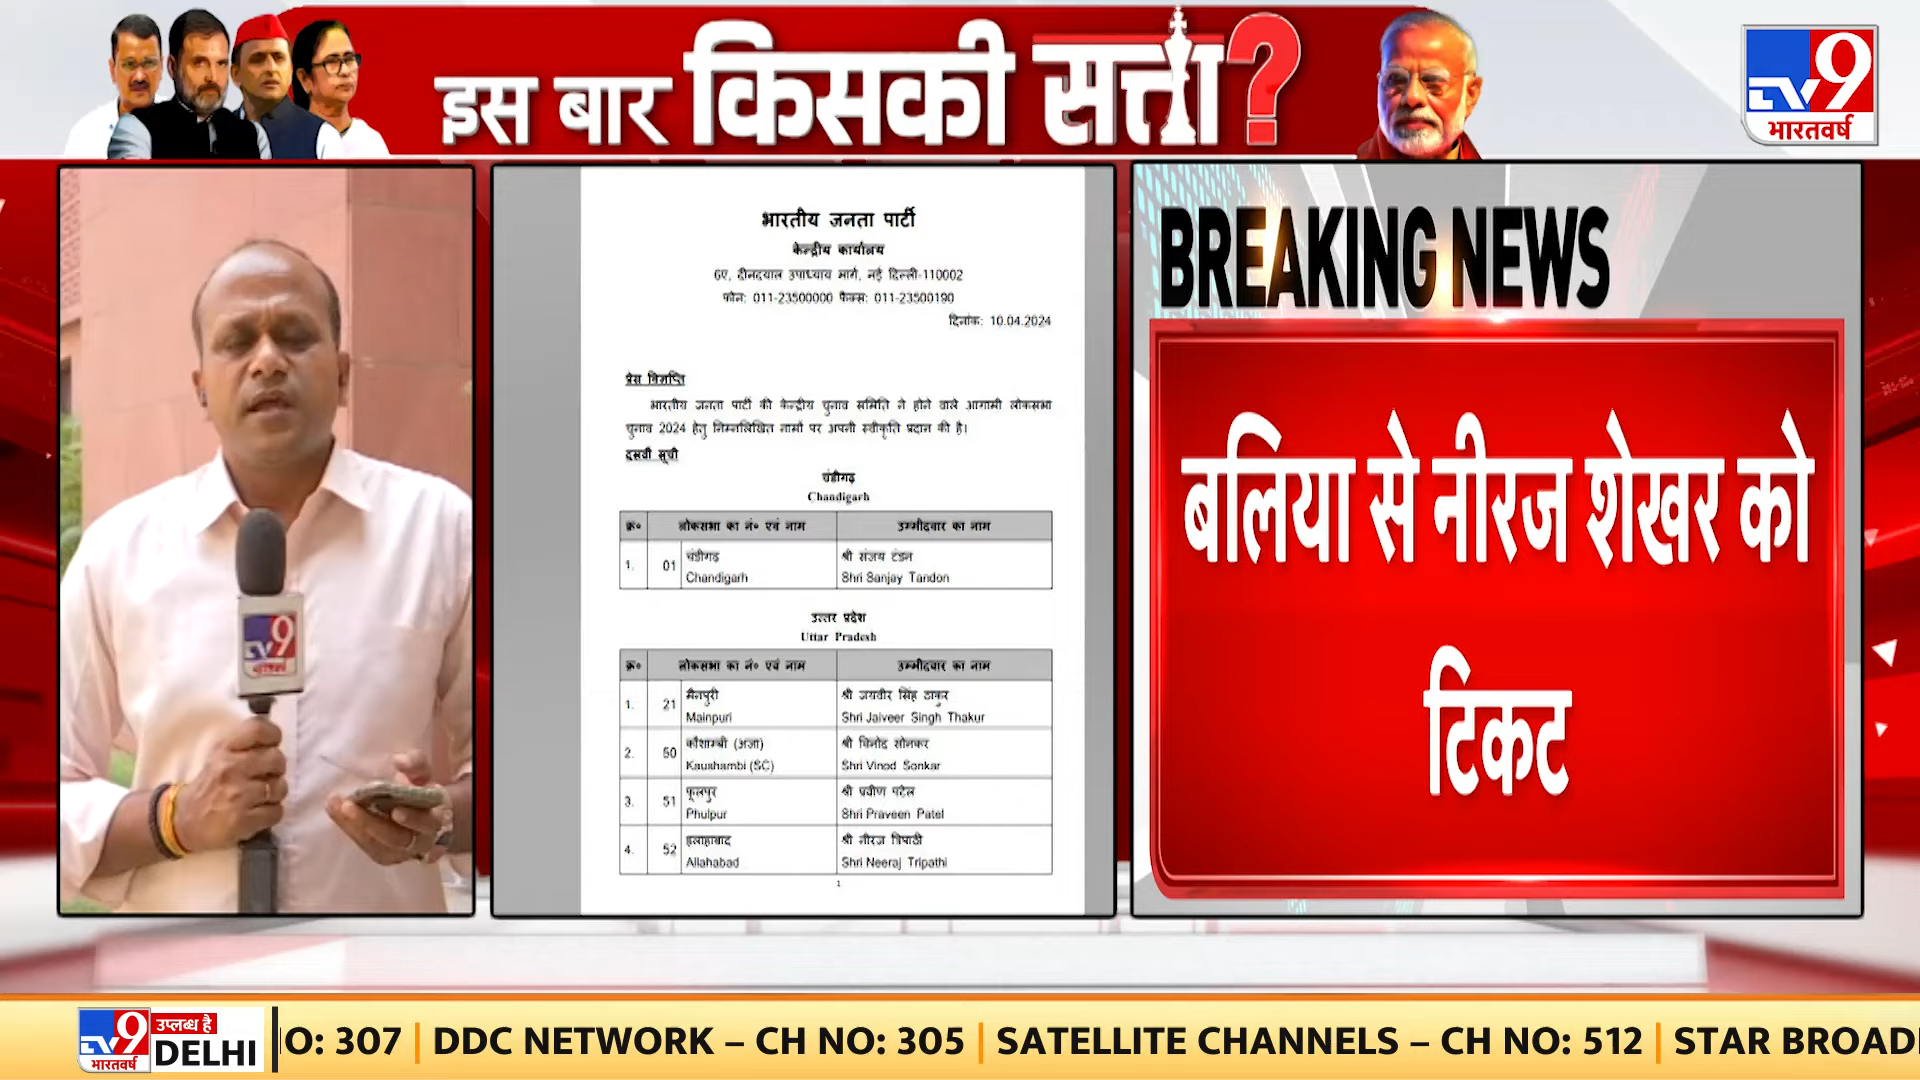 इस बार किसकी सत्ता?
TV9
भारतवर्ष
भारतीय जनता पार्टी
केन्द्रीय कार्यालय
6ए, दीनदयाल उपाध्याय मार्ग, नई दिल्ली-110002
फोन: 011-23500000 फैक्स: 011-23500190
दिनांक: 10.04.2024
प्रेस विज्ञप्ति
भारतीय जनता पार्टी की केन्द्रीय चुनाव समिति ने होने वाले आगामी लोकसभा
चुनाव 2024 हेतु निम्नलिखित नामों पर अपनी स्वीकृति प्रदान की है।
दसवी सूची
चंडीगढ़
Chandigarh
क्र० लोकसभा का नं० एवं नाम उम्मीदवार का नाम
1. 01 चंडीगढ़ श्री संजय टंडन
Chandigarh Shri Sanjay Tandon
उत्तर प्रदेश
Uttar Pradesh
क्र० लोकसभा का नं० एवं नाम उम्मीदवार का नाम
1. 21 मैनपुरी श्री जयवीर सिंह ठाकुर
Mainpuri Shri Jaiveer Singh Thakur
2. 50 कौशाम्बी (अजा) श्री विनोद सोनकर
Kaushambi (SC) Shri Vinod Sonkar
3. 51 फूलपुर श्री प्रवीण पटेल
Phulpur Shri Praveen Patel
4. 52 इलाहाबाद श्री नीरज त्रिपाठी
Allahabad Shri Neeraj Tripathi
1
BREAKING NEWS
बलिया से नीरज शेखर को
टिकट
TV9
भारतवर्ष
TV9
भारतवर्ष
उपलब्ध है
DELHI
IO: 307 | DDC NETWORK – CH NO: 305 | SATELLITE CHANNELS – CH NO: 512 | STAR BROAD